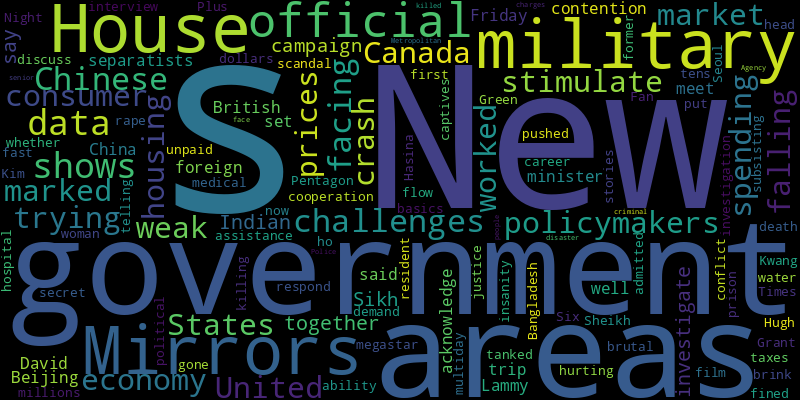 Night interview Plus House official killed charges Friday contention market head
say separatists campaign Metropolitan military former
scandal Canada discuss dollars
Chinese prices facing first stimulate Seoul tens meet Agency
senior consumer British Green Fan put
data rape face set captives pushed spending falling
whether China unpaid crash worked career
fast shows foreign Hasina minister stories subsisting
Kim housing medical Pentagon flow
marked telling cooperation basics investigation
S New
trying woman now Indian challenges policymakers criminal
weak assistance ho people disaster death
hospital government
Police resident justice conflict Kwang
killing respond said insanity well admitted water
secret Sikh demand acknowledge Bangladesh prison Times
States together Six Sheikh investigate Hugh
political Mirrors areas
megastar multiday tanked brutal Grant
David gone trip hurting taxes
Beijing economy United ability Lammy film brink
millions fined